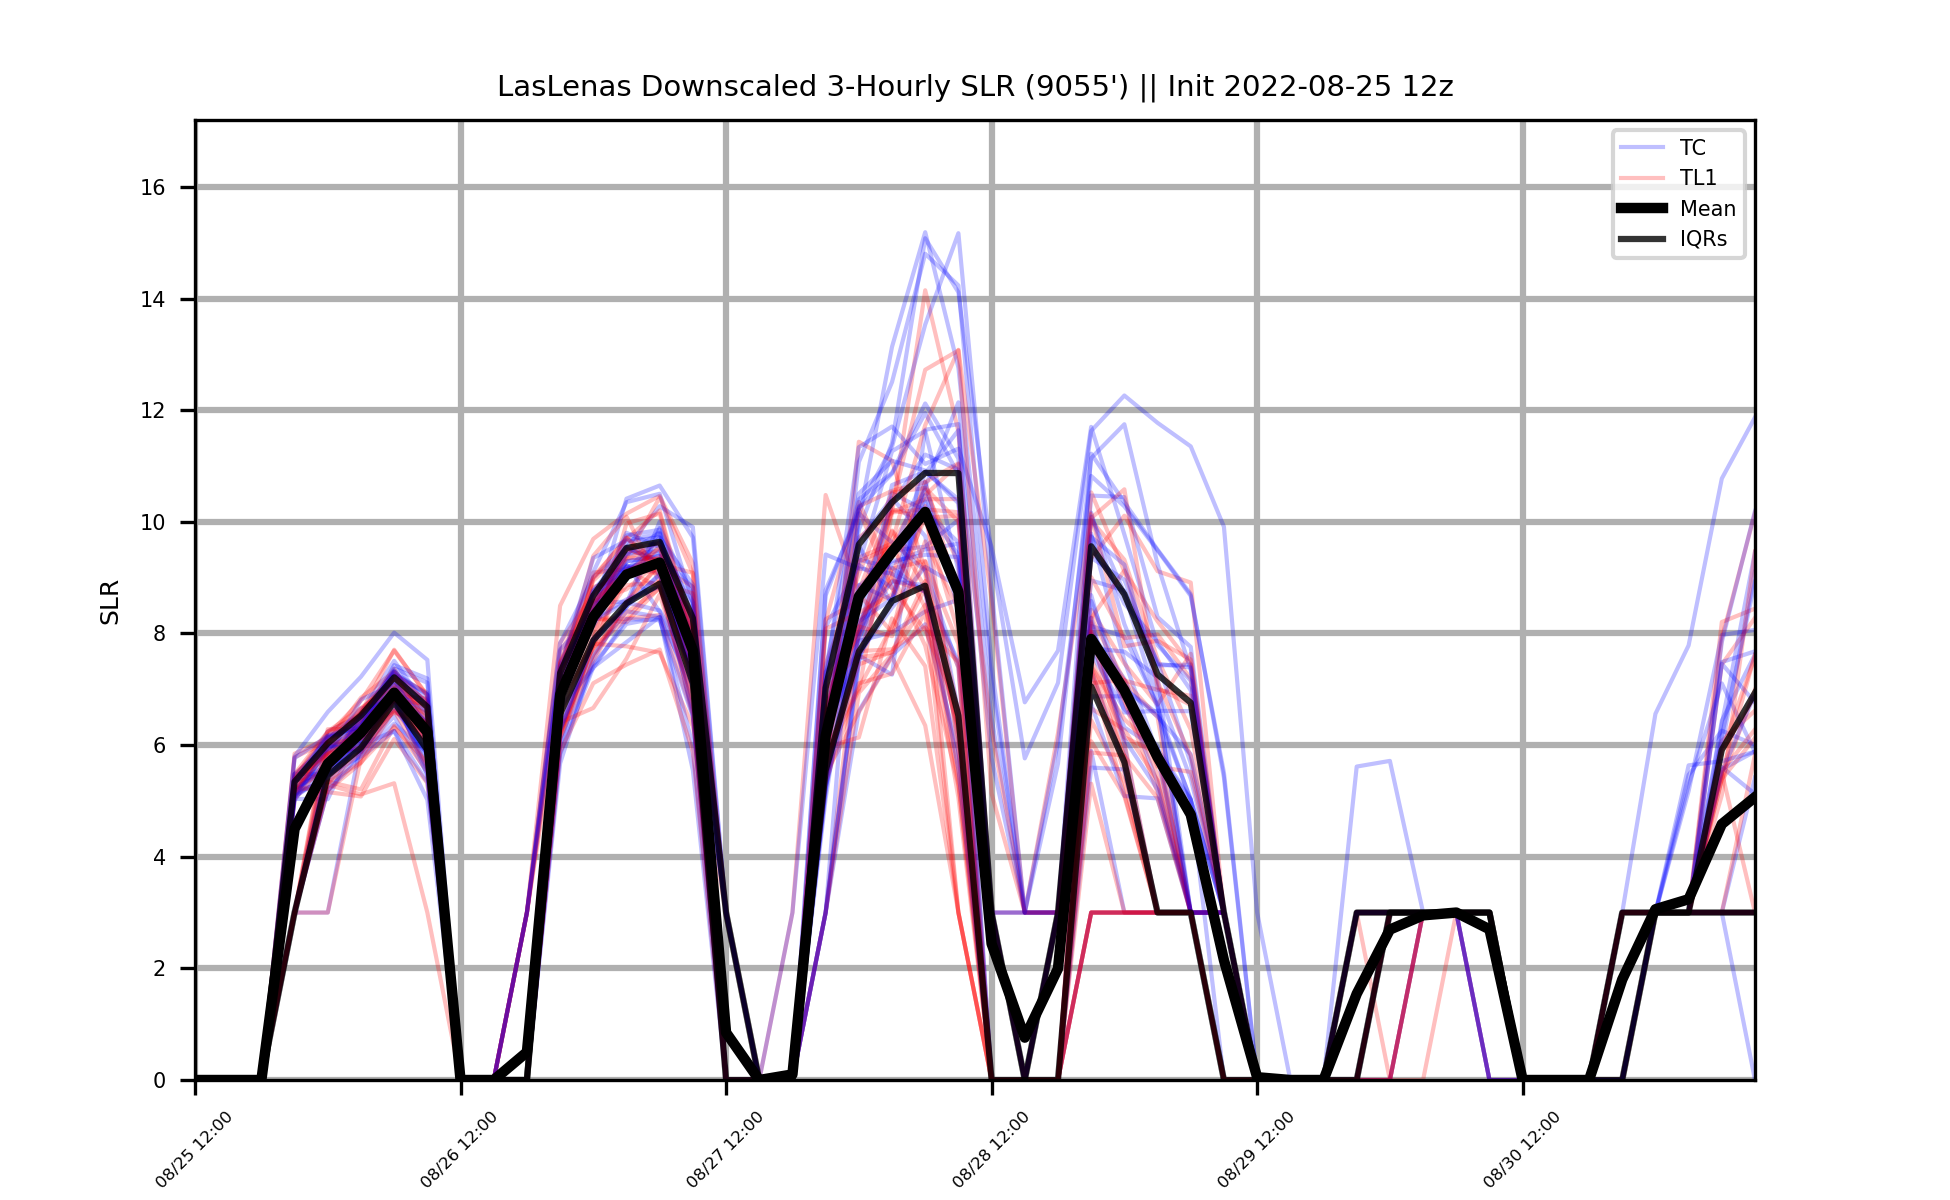 LasLenas Downscaled 3-Hourly SLR (9055') || Init 2022-08-25 12z
TC
TL1
Mean
IQRs
SLR
16
14
12
10
8
6
4
2
0
08/25 12:00
08/26 12:00
08/27 12:00
08/28 12:00
08/29 12:00
08/30 12:00